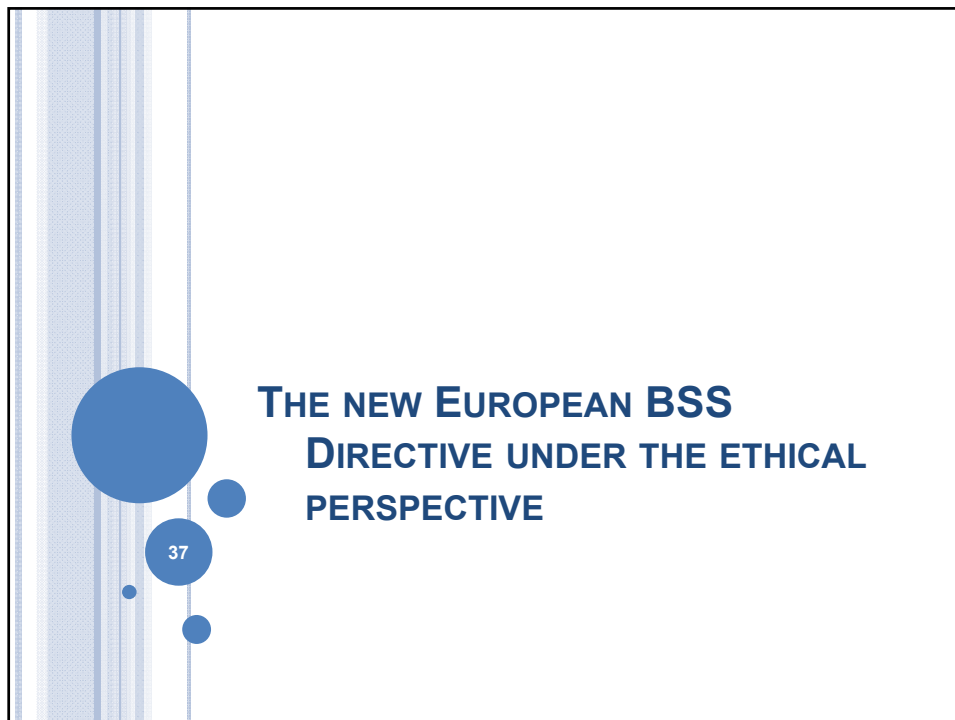 THE NEW EUROPEAN BSS
DIRECTIVE UNDER THE ETHICAL
PERSPECTIVE
37